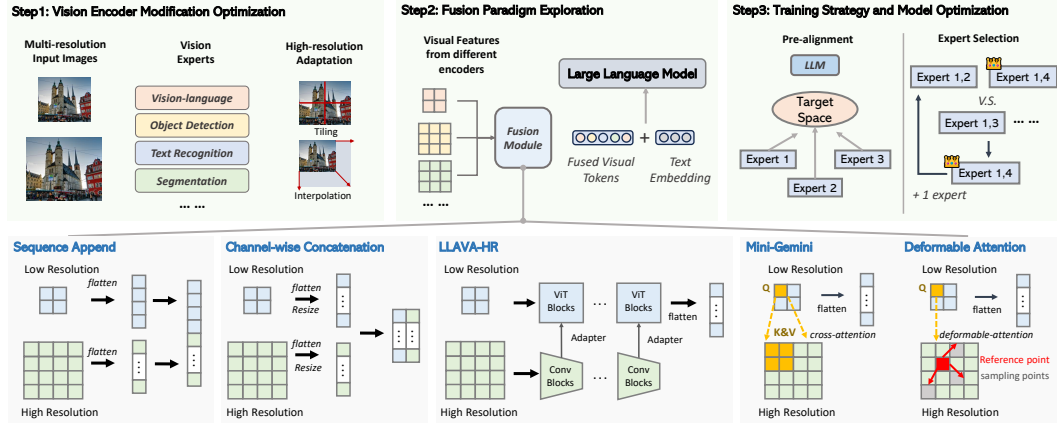 Step1: Vision Encoder Modification Optimization
Multi-resolution
Input Images
Vision
Experts
High-resolution
Adaptation
Vision-language
Object Detection
Text Recognition
Segmentation
... ...
Tiling
Interpolation
Step2: Fusion Paradigm Exploration
Visual Features
from different
encoders
... ...
Fusion
Module
Large Language Model
+
Fused Visual
Tokens
Text
Embedding
Step3: Training Strategy and Model Optimization
Pre-alignment
LLM
Target
Space
Expert 1
Expert 2
Expert 3
Expert Selection
Expert 1,2
Expert 1,4
V.S.
Expert 1,3
... ...
Expert 1,4
+ 1 expert
Sequence Append
Low Resolution
flatten
flatten
High Resolution
Channel-wise Concatenation
Low Resolution
flatten
Resize
flatten
Resize
High Resolution
LLAVA-HR
Low Resolution
ViT
Blocks
...
ViT
Blocks
flatten
Adapter
Adapter
Conv
Blocks
...
Conv
Blocks
High Resolution
Mini-Gemini
Low Resolution
Q
flatten
K&V
cross-attention
High Resolution
Deformable Attention
Low Resolution
Q
flatten
deformable-attention
Reference point
sampling points
High Resolution